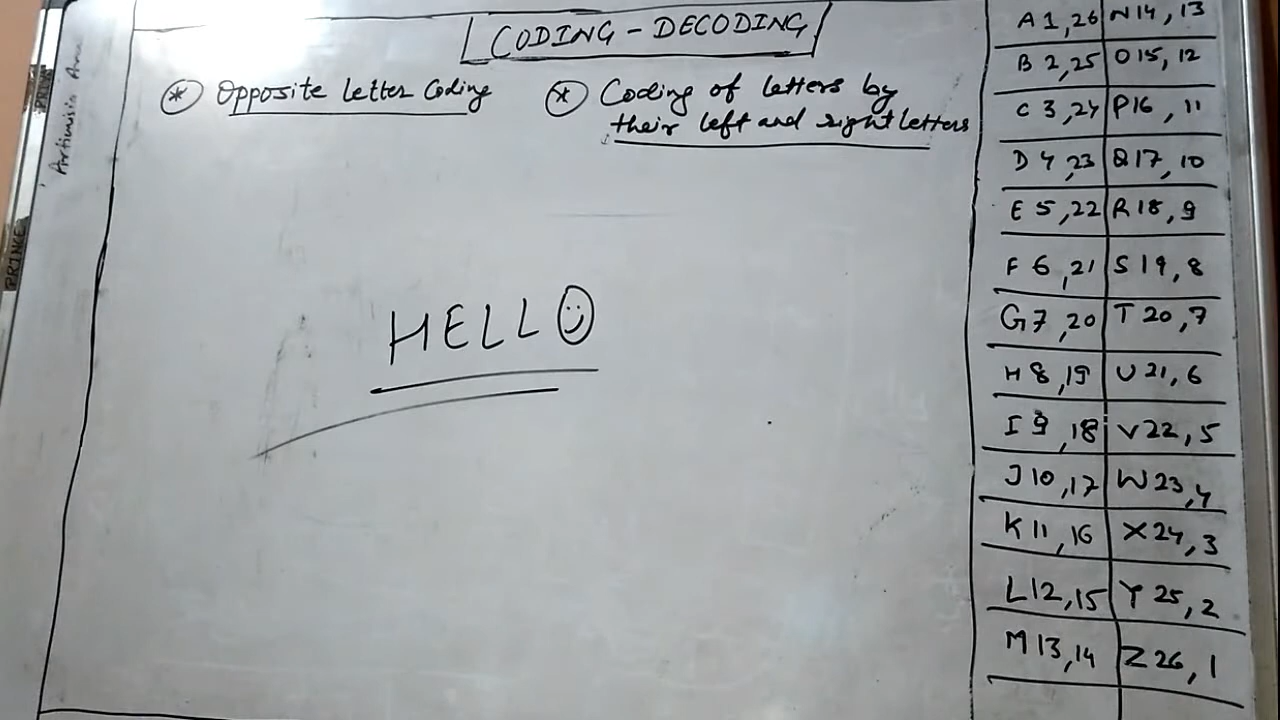 CODING - DECODING
* Opposite Letter Coding
* Coding of letters by
their left and right letters
HELLO
A 1, 26 N 14, 13
B 2, 25 O 15, 12
C 3, 24 P 16, 11
D 4, 23 Q 17, 10
E 5, 22 R 18, 9
F 6, 21 S 19, 8
G 7, 20 T 20, 7
H 8, 19 U 21, 6
I 9, 18 V 22, 5
J 10, 17 W 23, 4
K 11, 16 X 24, 3
L 12, 15 Y 25, 2
M 13, 14 Z 26, 1
PRINCE